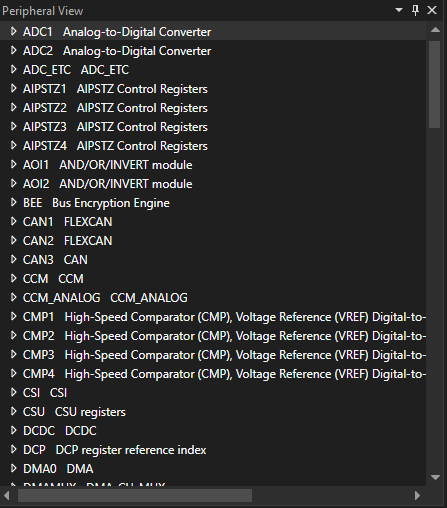 Peripheral View
ADC1 Analog-to-Digital Converter
ADC2 Analog-to-Digital Converter
ADC_ETC ADC_ETC
AIPSTZ1 AIPSTZ Control Registers
AIPSTZ2 AIPSTZ Control Registers
AIPSTZ3 AIPSTZ Control Registers
AIPSTZ4 AIPSTZ Control Registers
AOI1 AND/OR/INVERT module
AOI2 AND/OR/INVERT module
BEE Bus Encryption Engine
CAN1 FLEXCAN
CAN2 FLEXCAN
CAN3 CAN
CCM CCM
CCM_ANALOG CCM_ANALOG
CMP1 High-Speed Comparator (CMP), Voltage Reference (VREF) Digital-to-
CMP2 High-Speed Comparator (CMP), Voltage Reference (VREF) Digital-to-
CMP3 High-Speed Comparator (CMP), Voltage Reference (VREF) Digital-to-
CMP4 High-Speed Comparator (CMP), Voltage Reference (VREF) Digital-to-
CSI CSI
CSU CSU registers
DCDC DCDC
DCP DCP register reference index
DMA0 DMA
DMAMUX DMA_CH_MUX